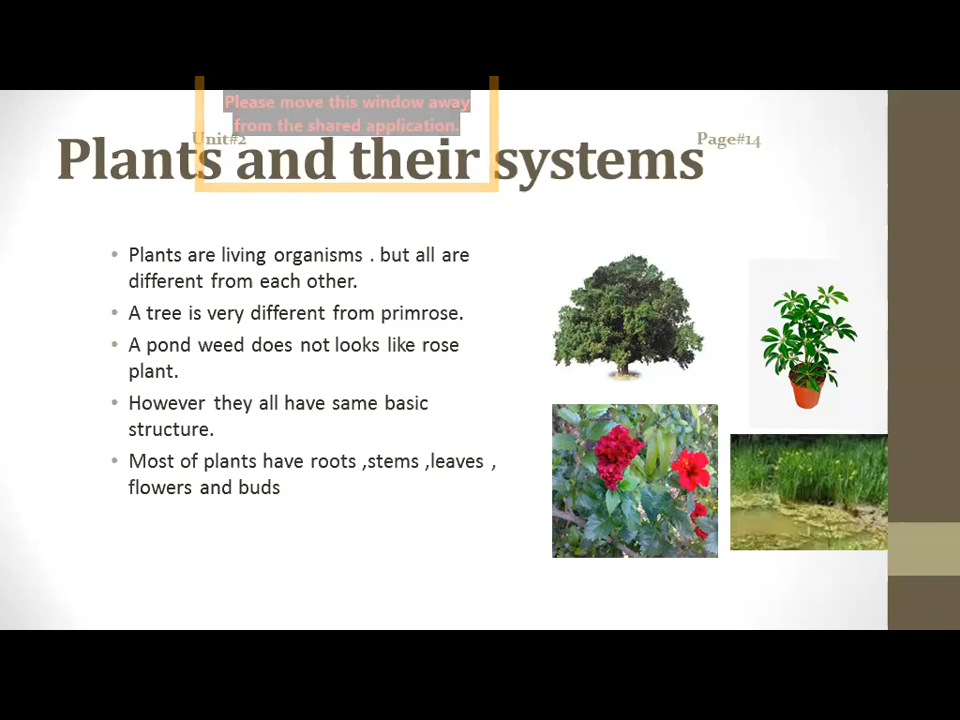 Please move this window away
from the shared application.
Unit#2
Page#14
Plants and their systems
• Plants are living organisms . but all are
different from each other.
• A tree is very different from primrose.
• A pond weed does not looks like rose
plant.
• However they all have same basic
structure.
• Most of plants have roots ,stems ,leaves ,
flowers and buds